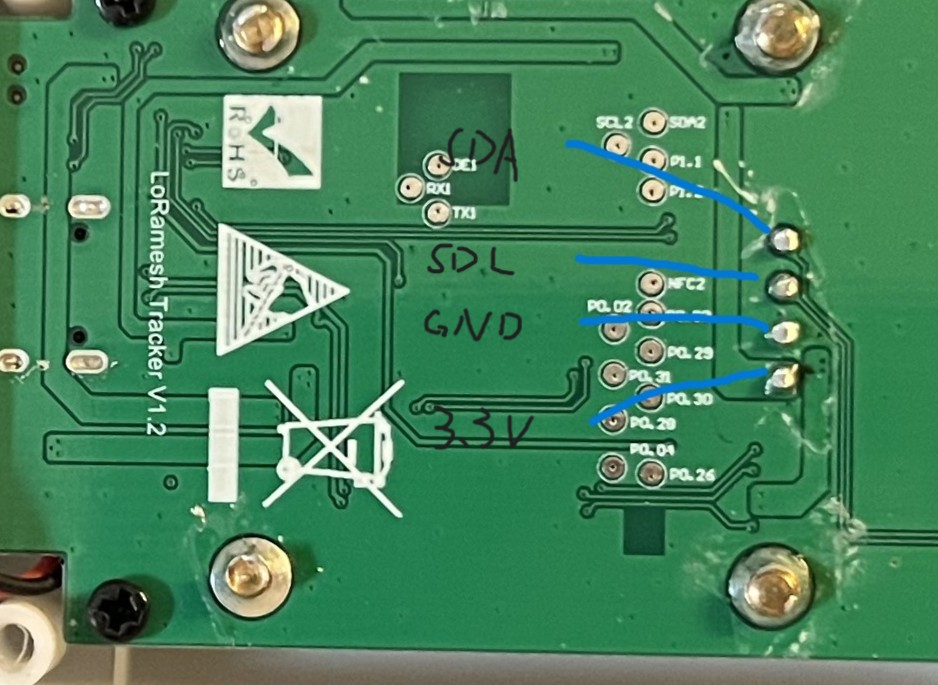 SCL2
SDA2
SDA
P1.1
RoHS
RX1
TX1
LoRamesh Tracker V1.2
SDL
NFC2
P0.02
GND
P0.29
P0.31
P0.30
P0.28
3.3V
P0.04
P0.26